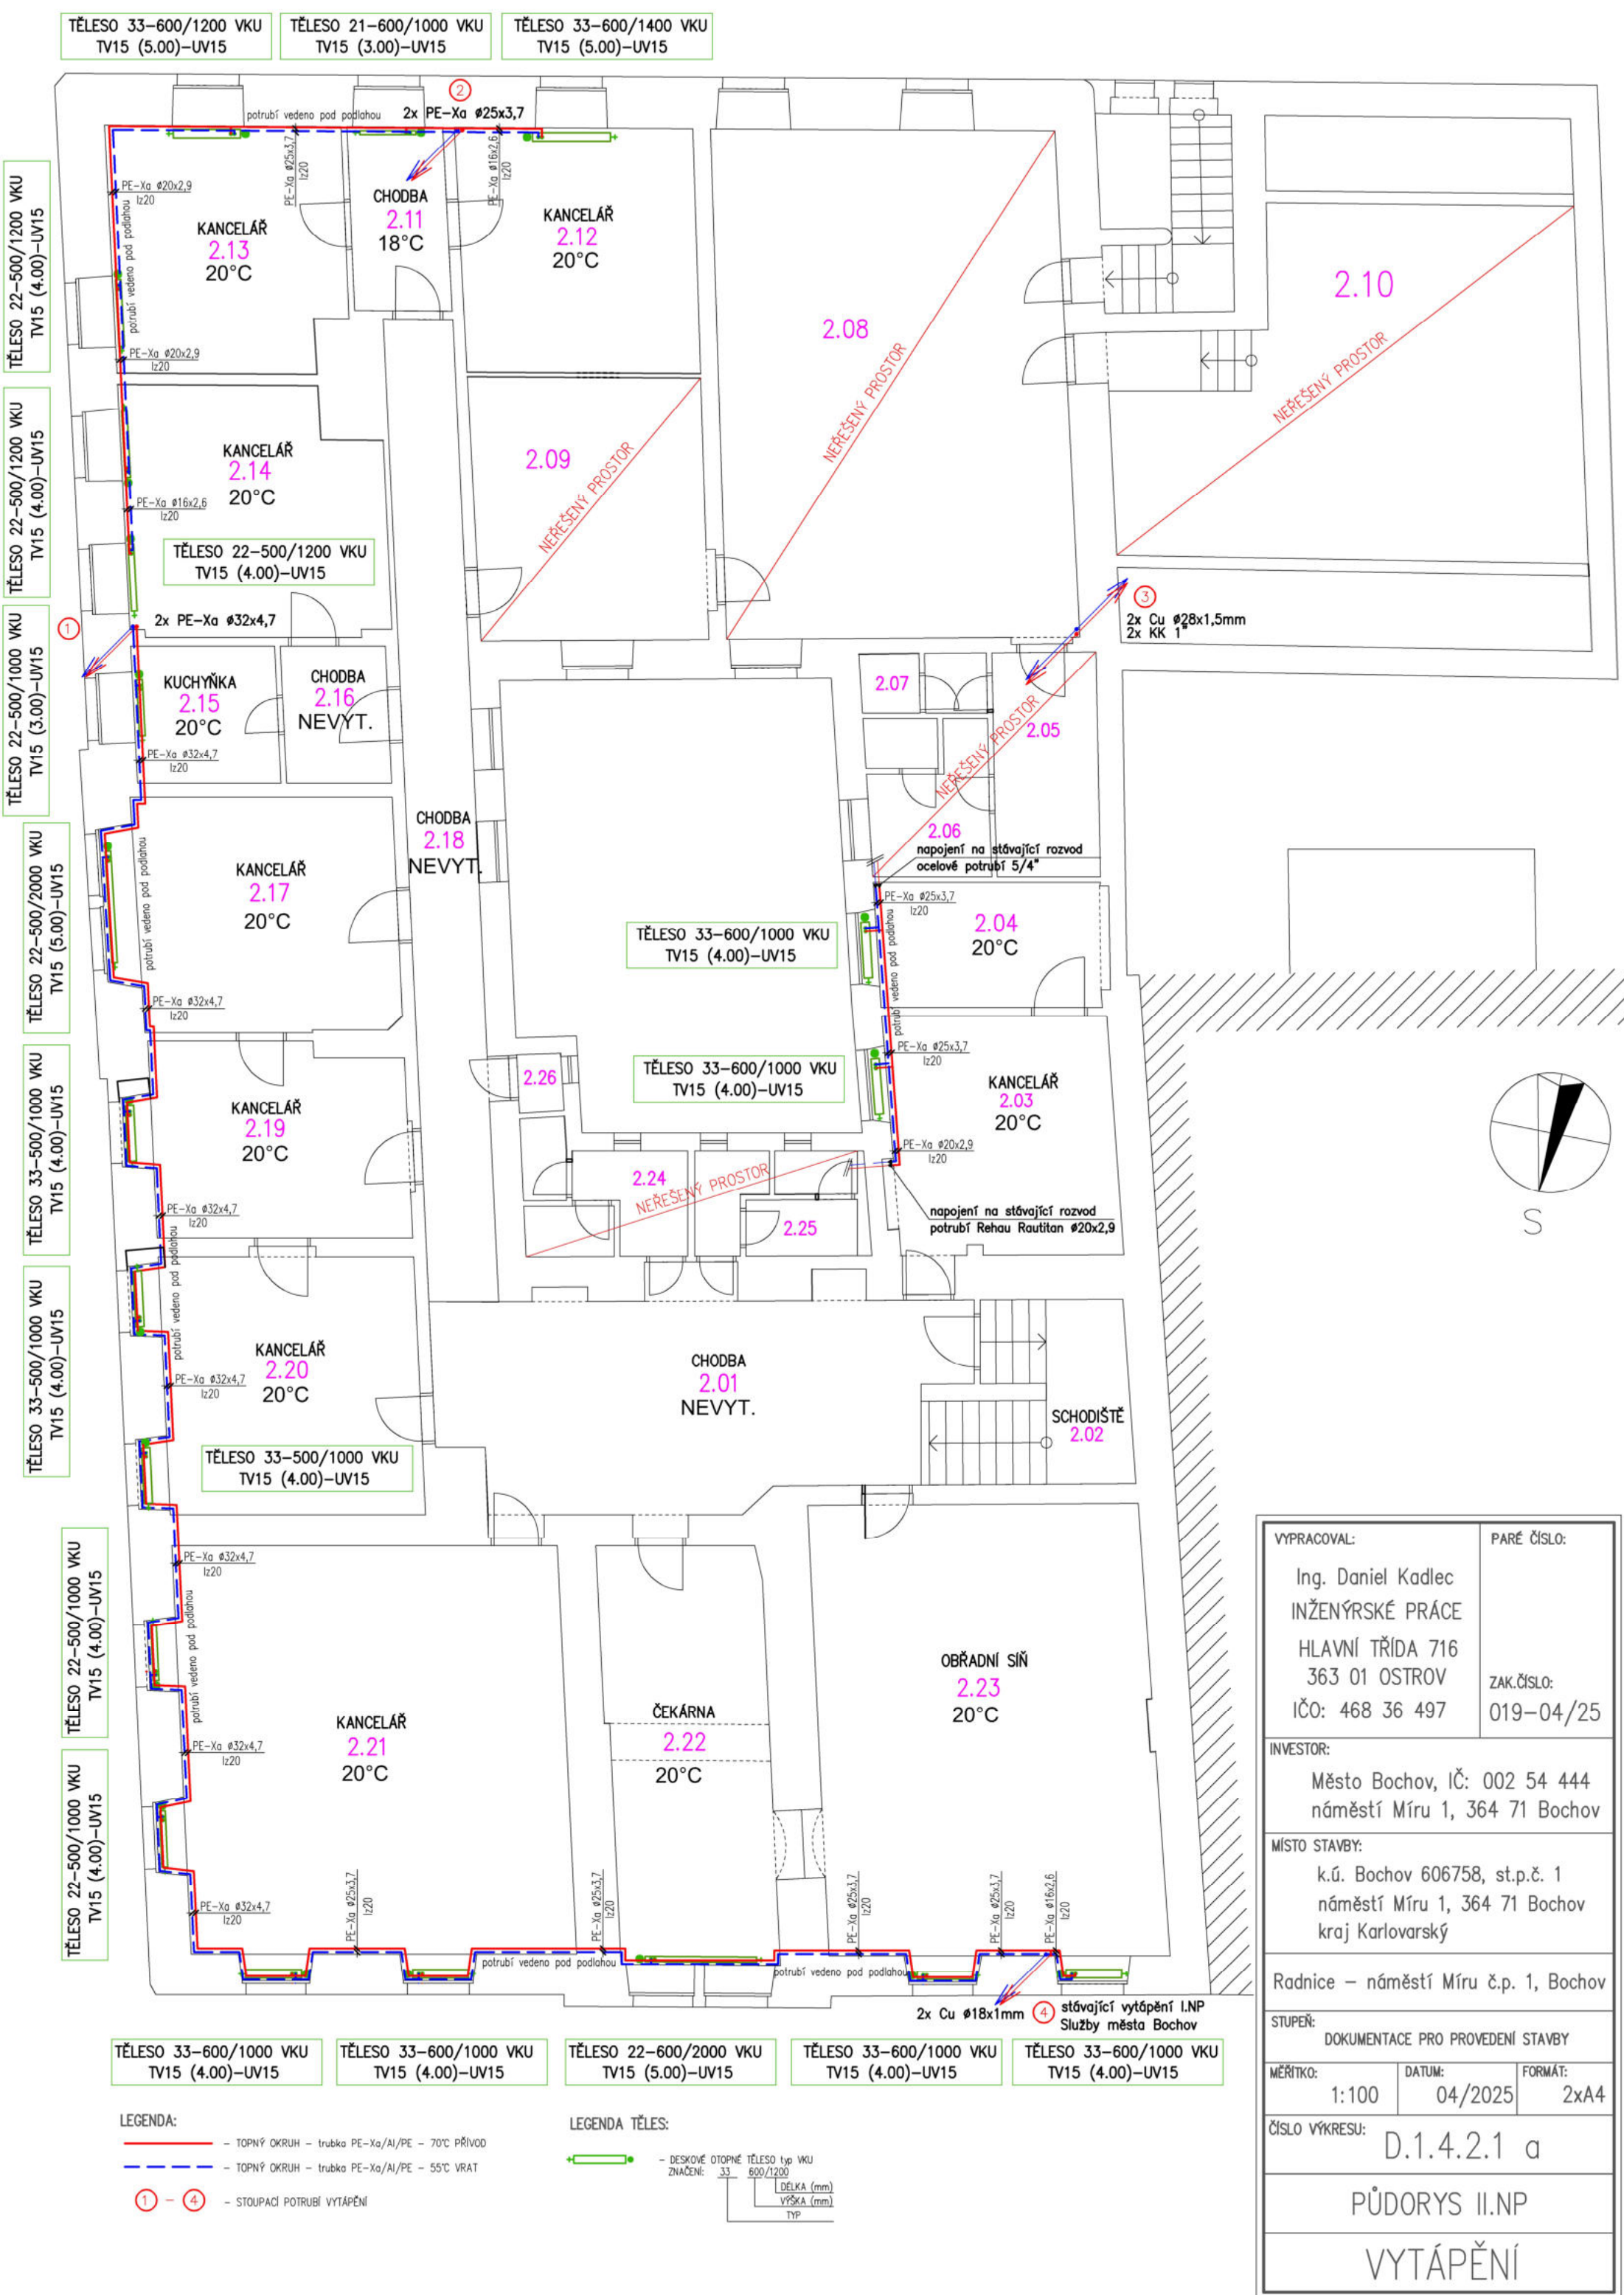 TĚLESO 33-600/1200 VKU
TV15 (5.00)-UV15
TĚLESO 21-600/1000 VKU
TV15 (3.00)-UV15
TĚLESO 33-600/1400 VKU
TV15 (5.00)-UV15
2
potrubí vedeno pod podlahou
2x PE-Xa ø25x3,7
PE-Xa ø25x3,7
Iz20
PE-Xa ø16x2,6
Iz20
TĚLESO 22-500/1200 VKU
TV15 (4.00)-UV15
PE-Xa ø20x2,9
Iz20
potrubí vedeno pod podlahou
KANCELÁŘ
2.13
20°C
CHODBA
2.11
18°C
KANCELÁŘ
2.12
20°C
2.08
NEŘEŠENÝ PROSTOR
2.10
NEŘEŠENÝ PROSTOR
PE-Xa ø20x2,9
Iz20
TĚLESO 22-500/1200 VKU
TV15 (4.00)-UV15
KANCELÁŘ
2.14
20°C
2.09
NEŘEŠENÝ PROSTOR
PE-Xa ø16x2,6
Iz20
TĚLESO 22-500/1200 VKU
TV15 (4.00)-UV15
1
2x PE-Xa ø32x4,7
3
2x Cu ø28x1,5mm
2x KK 1"
TĚLESO 22-500/1000 VKU
TV15 (3.00)-UV15
KUCHYŇKA
2.15
20°C
CHODBA
2.16
NEVYT.
2.07
2.05
NEŘEŠENÝ PROSTOR
PE-Xa ø32x4,7
Iz20
2.06
CHODBA
2.18
NEVYT.
napojení na stávající rozvod
ocelové potrubí 5/4"
TĚLESO 22-500/2000 VKU
TV15 (5.00)-UV15
potrubí vedeno pod podlahou
KANCELÁŘ
2.17
20°C
PE-Xa ø25x3,7
Iz20
potrubí vedeno pod podlahou
2.04
20°C
TĚLESO 33-600/1000 VKU
TV15 (4.00)-UV15
PE-Xa ø32x4,7
Iz20
PE-Xa ø25x3,7
Iz20
TĚLESO 33-600/1000 VKU
TV15 (4.00)-UV15
2.26
KANCELÁŘ
2.03
20°C
TĚLESO 33-500/1000 VKU
TV15 (4.00)-UV15
KANCELÁŘ
2.19
20°C
PE-Xa ø20x2,9
Iz20
2.24
NEŘEŠENÝ PROSTOR
2.25
PE-Xa ø32x4,7
Iz20
napojení na stávající rozvod
potrubí Rehau Rautitan ø20x2,9
S
potrubí vedeno pod podlahou
TĚLESO 33-500/1000 VKU
TV15 (4.00)-UV15
KANCELÁŘ
2.20
20°C
PE-Xa ø32x4,7
Iz20
CHODBA
2.01
NEVYT.
SCHODIŠTĚ
2.02
TĚLESO 33-500/1000 VKU
TV15 (4.00)-UV15
PE-Xa ø32x4,7
Iz20
TĚLESO 22-500/1000 VKU
TV15 (4.00)-UV15
potrubí vedeno pod podlahou
KANCELÁŘ
2.21
20°C
ČEKÁRNA
2.22
20°C
OBŘADNÍ SÍŇ
2.23
20°C
PE-Xa ø32x4,7
Iz20
TĚLESO 22-500/1000 VKU
TV15 (4.00)-UV15
PE-Xa ø32x4,7
Iz20
PE-Xa ø25x3,7
Iz20
PE-Xa ø25x3,7
Iz20
PE-Xa ø25x3,7
Iz20
PE-Xa ø25x3,7
Iz20
PE-Xa ø16x2,6
Iz20
potrubí vedeno pod podlahou
potrubí vedeno pod podlahou
2x Cu ø18x1mm
4
stávající vytápění I.NP
Služby města Bochov
TĚLESO 33-600/1000 VKU
TV15 (4.00)-UV15
TĚLESO 33-600/1000 VKU
TV15 (4.00)-UV15
TĚLESO 22-600/2000 VKU
TV15 (5.00)-UV15
TĚLESO 33-600/1000 VKU
TV15 (4.00)-UV15
TĚLESO 33-600/1000 VKU
TV15 (4.00)-UV15
LEGENDA:
- TOPNÝ OKRUH - trubka PE-Xa/Al/PE - 70°C PŘÍVOD
- TOPNÝ OKRUH - trubka PE-Xa/Al/PE - 55°C VRAT
1 - 4 - STOUPACÍ POTRUBÍ VYTÁPĚNÍ
LEGENDA TĚLES:
- DESKOVÉ OTOPNÉ TĚLESO typ VKU
ZNAČENÍ: 33 600/1200
DÉLKA (mm)
VÝŠKA (mm)
TYP
VYPRACOVAL:
Ing. Daniel Kadlec
INŽENÝRSKÉ PRÁCE
HLAVNÍ TŘÍDA 716
363 01 OSTROV
IČO: 468 36 497
PARÉ ČÍSLO:
ZAK.ČÍSLO:
019-04/25
INVESTOR:
Město Bochov, IČ: 002 54 444
náměstí Míru 1, 364 71 Bochov
MÍSTO STAVBY:
k.ú. Bochov 606758, st.p.č. 1
náměstí Míru 1, 364 71 Bochov
kraj Karlovarský
Radnice - náměstí Míru č.p. 1, Bochov
STUPEŇ:
DOKUMENTACE PRO PROVEDENÍ STAVBY
MĚŘÍTKO:
1:100
DATUM:
04/2025
FORMÁT:
2xA4
ČÍSLO VÝKRESU:
D.1.4.2.1 a
PŮDORYS II.NP
VYTÁPĚNÍ